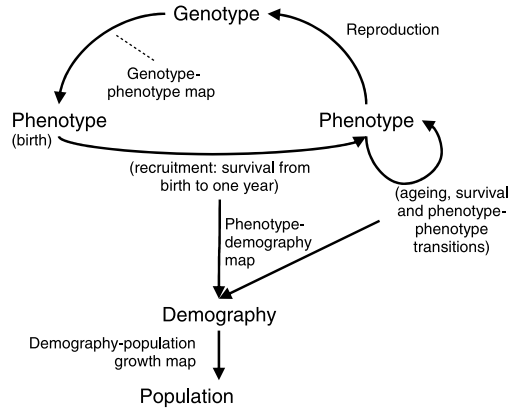 Genotype
Reproduction
Genotype-
phenotype map
Phenotype
(birth)
Phenotype
(recruitment: survival from
birth to one year)
(ageing, survival
and phenotype-
phenotype
transitions)
Phenotype-
demography
map
Demography
Demography-population
growth map
Population